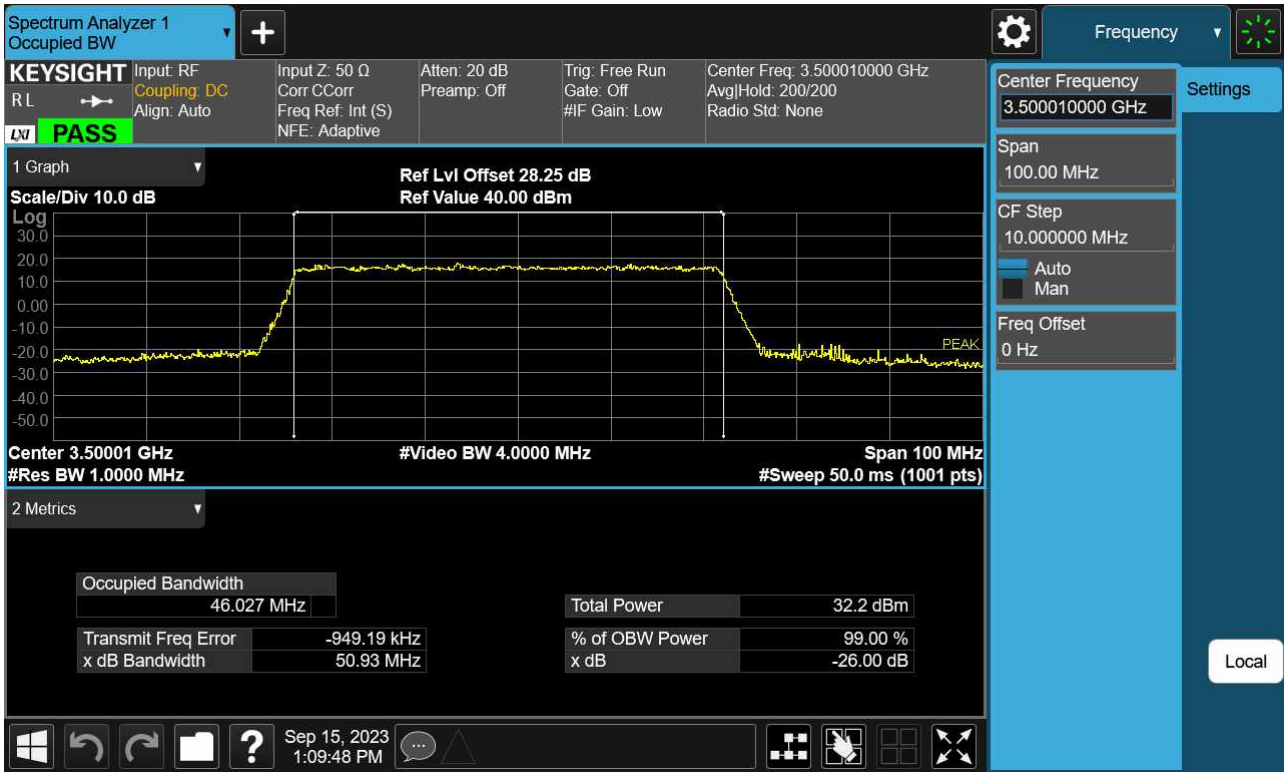 Spectrum Analyzer 1
Occupied BW
Frequency
KEYSIGHT
R L
LXI PASS
Input: RF
Coupling: DC
Align: Auto
Input Z: 50 Ω
Corr CCorr
Freq Ref: Int (S)
NFE: Adaptive
Atten: 20 dB
Preamp: Off
Trig: Free Run
Gate: Off
#IF Gain: Low
Center Freq: 3.500010000 GHz
Avg|Hold: 200/200
Radio Std: None
Center Frequency
3.500010000 GHz
Settings
Span
100.00 MHz
CF Step
10.000000 MHz
Auto
Man
Freq Offset
0 Hz
1 Graph
Scale/Div 10.0 dB
Ref Lvl Offset 28.25 dB
Ref Value 40.00 dBm
Log
30.0
20.0
10.0
0.00
-10.0
-20.0
-30.0
-40.0
-50.0
PEAK
Center 3.50001 GHz
#Video BW 4.0000 MHz
Span 100 MHz
#Res BW 1.0000 MHz
#Sweep 50.0 ms (1001 pts)
2 Metrics
Occupied Bandwidth
46.027 MHz
Total Power 32.2 dBm
Transmit Freq Error -949.19 kHz
% of OBW Power 99.00 %
x dB Bandwidth 50.93 MHz
x dB -26.00 dB
Local
Sep 15, 2023
1:09:48 PM